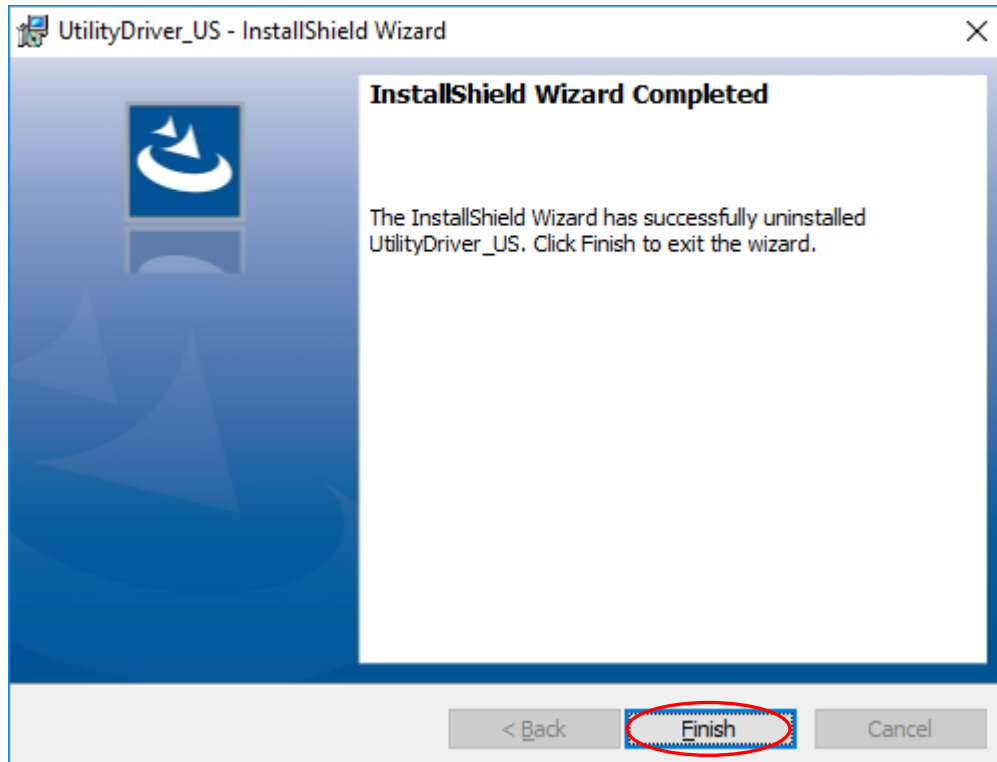 UtilityDriver_US - InstallShield Wizard
InstallShield Wizard Completed
The InstallShield Wizard has successfully uninstalled
UtilityDriver_US. Click Finish to exit the wizard.
< Back Finish Cancel